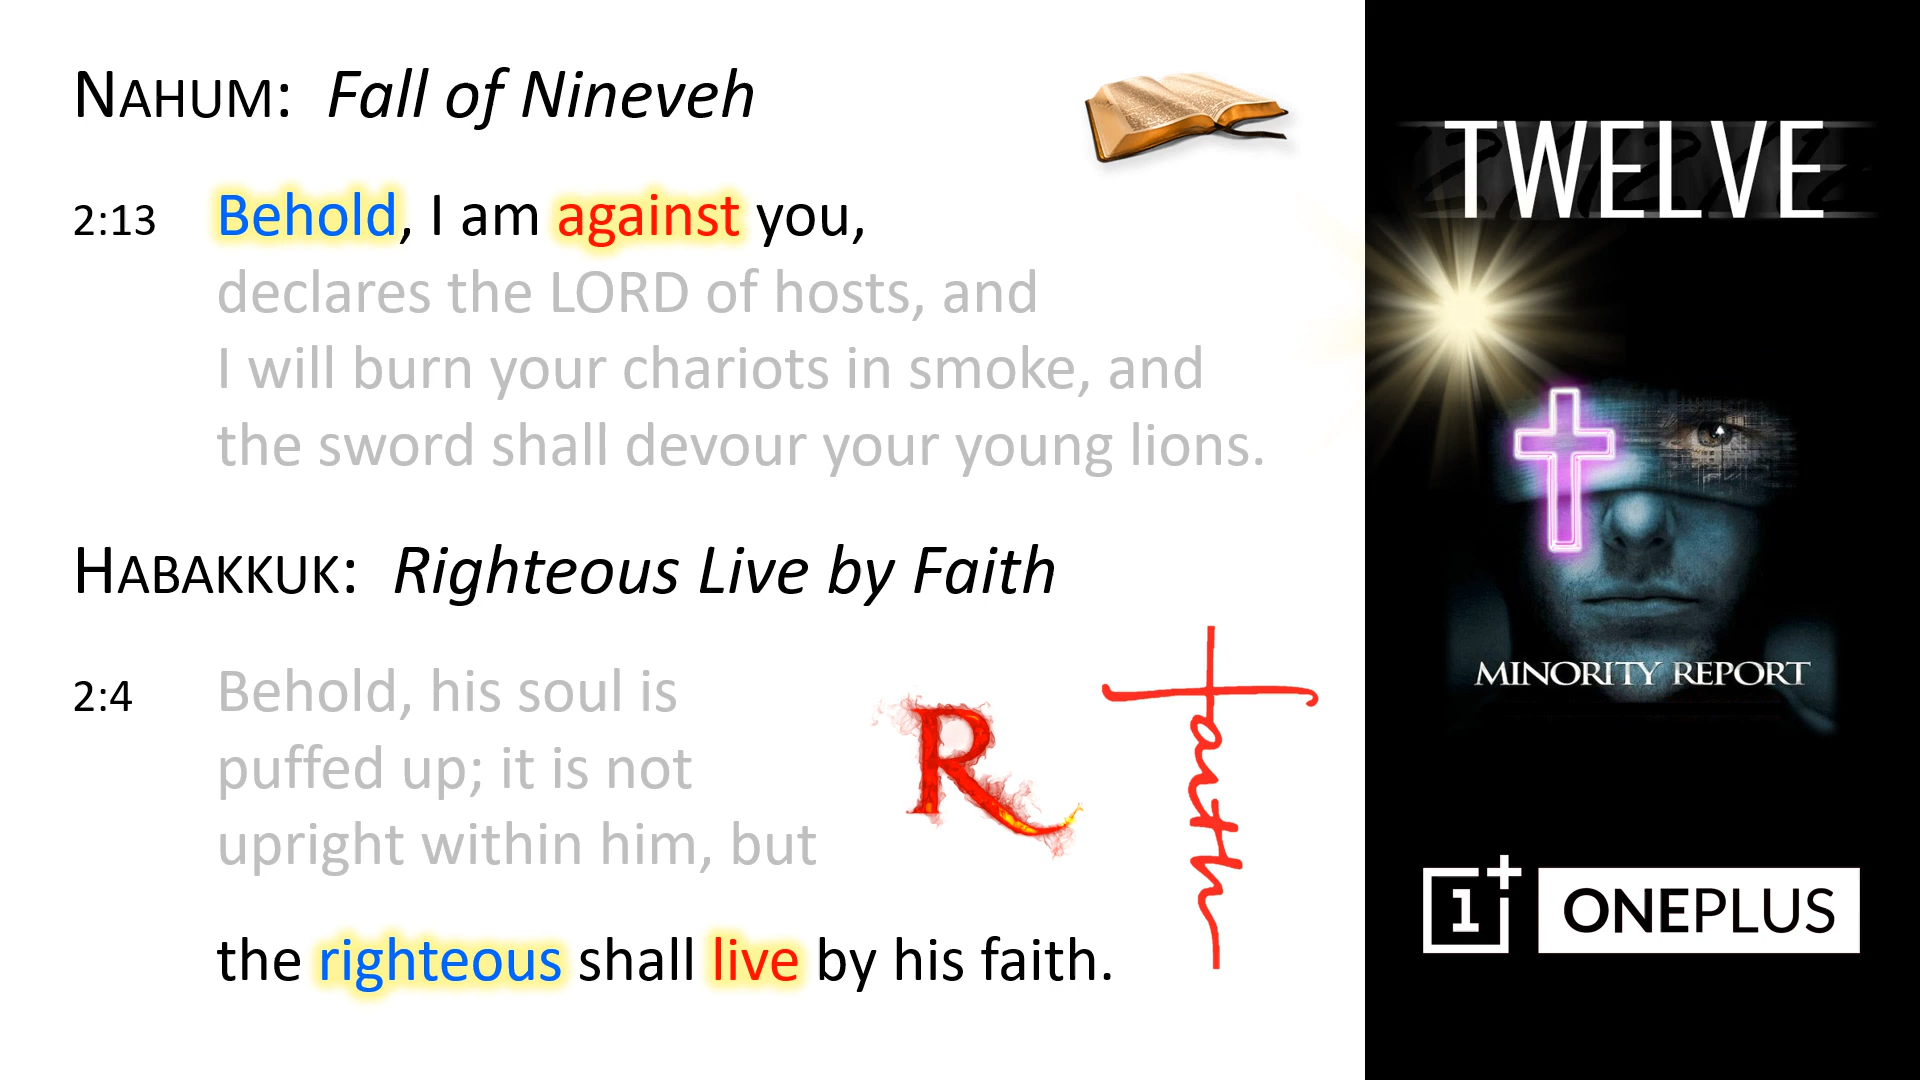 NAHUM: Fall of Nineveh
2:13 Behold, I am against you,
declares the LORD of hosts, and
I will burn your chariots in smoke, and
the sword shall devour your young lions.
HABAKKUK: Righteous Live by Faith
2:4 Behold, his soul is
puffed up; it is not
upright within him, but
the righteous shall live by his faith.
R
faith
TWELVE
MINORITY REPORT
1+ ONEPLUS